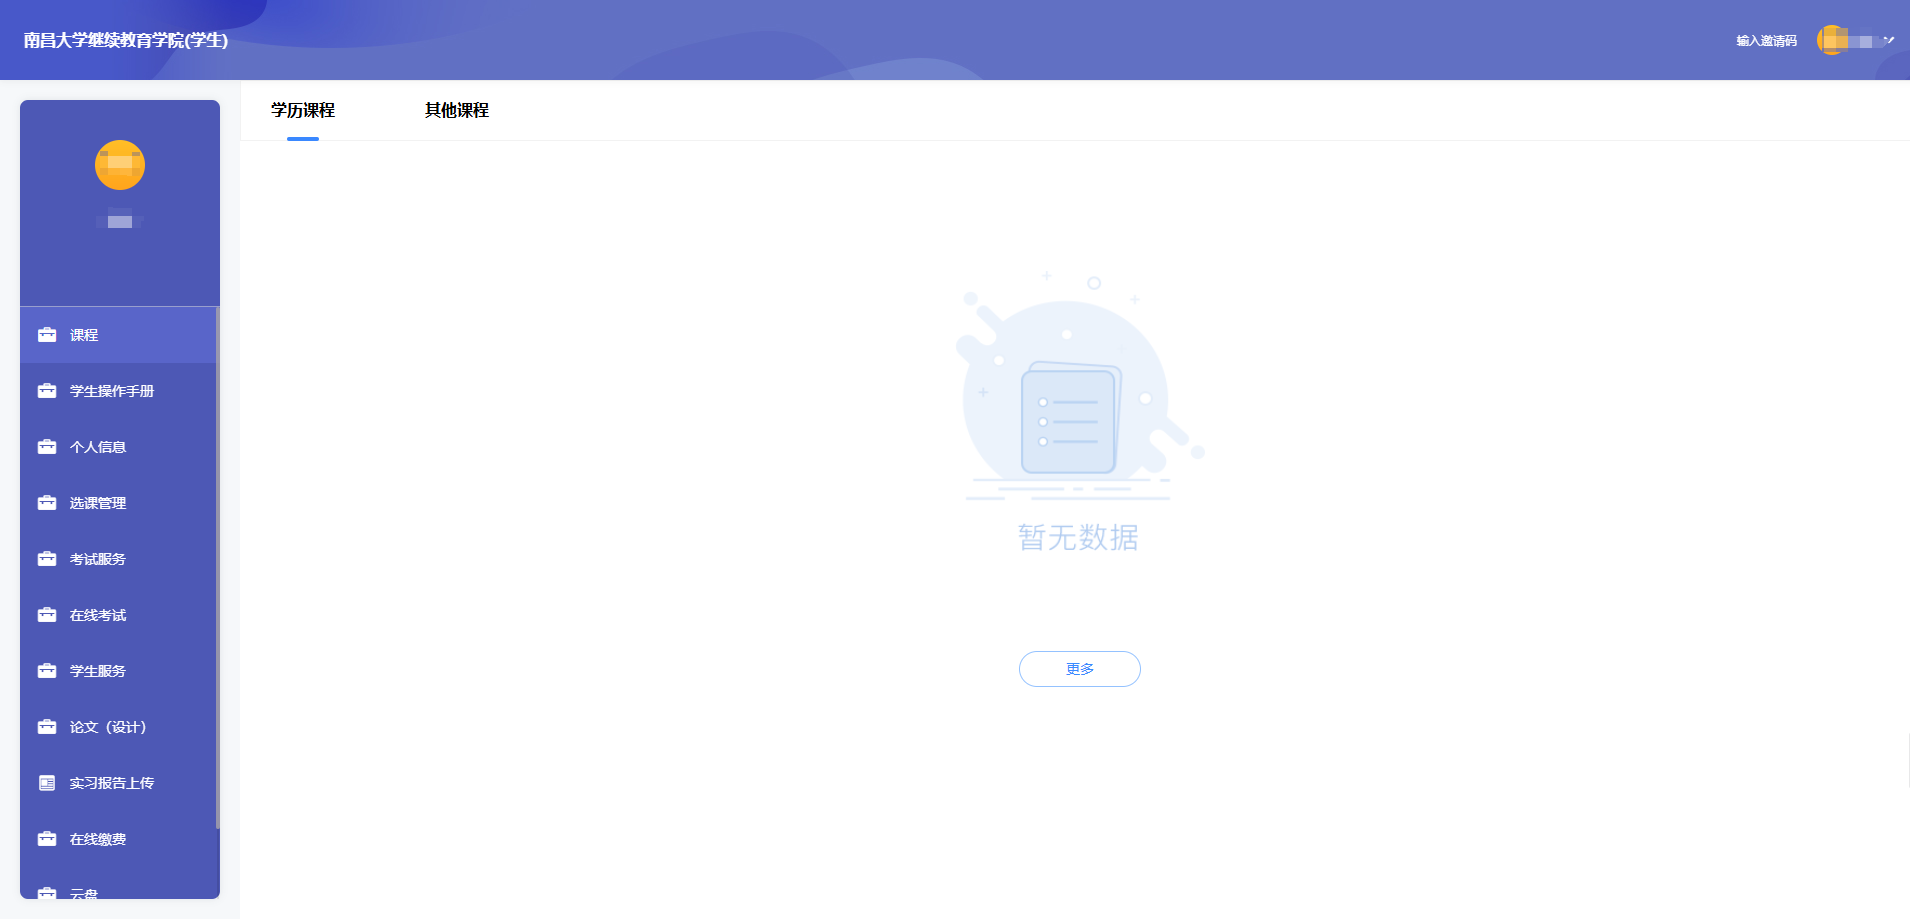 南昌大学继续教育学院(学生)
输入邀请码
学历课程
其他课程
课程
学生操作手册
个人信息
选课管理
考试服务
在线考试
学生服务
论文（设计）
实习报告上传
在线缴费
云盘
暂无数据
更多